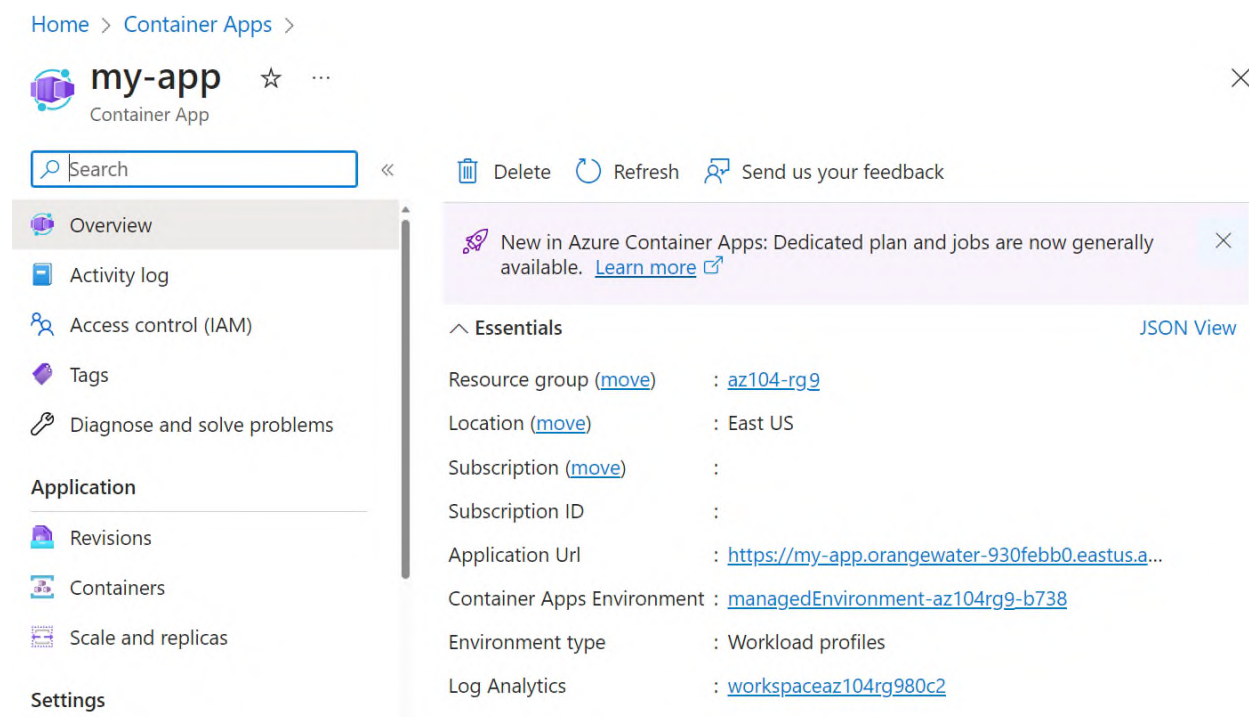 Home > Container Apps >
my-app ☆ ...
Container App
Search
«
Delete Refresh Send us your feedback
Overview
Activity log
Access control (IAM)
Tags
Diagnose and solve problems
Application
Revisions
Containers
Scale and replicas
Settings
New in Azure Container Apps: Dedicated plan and jobs are now generally
available. Learn more
Essentials
JSON View
Resource group (move) : az104-rg9
Location (move) : East US
Subscription (move) :
Subscription ID :
Application Url : https://my-app.orangewater-930febb0.eastus.a...
Container Apps Environment : managedEnvironment-az104rg9-b738
Environment type : Workload profiles
Log Analytics : workspaceaz104rg980c2